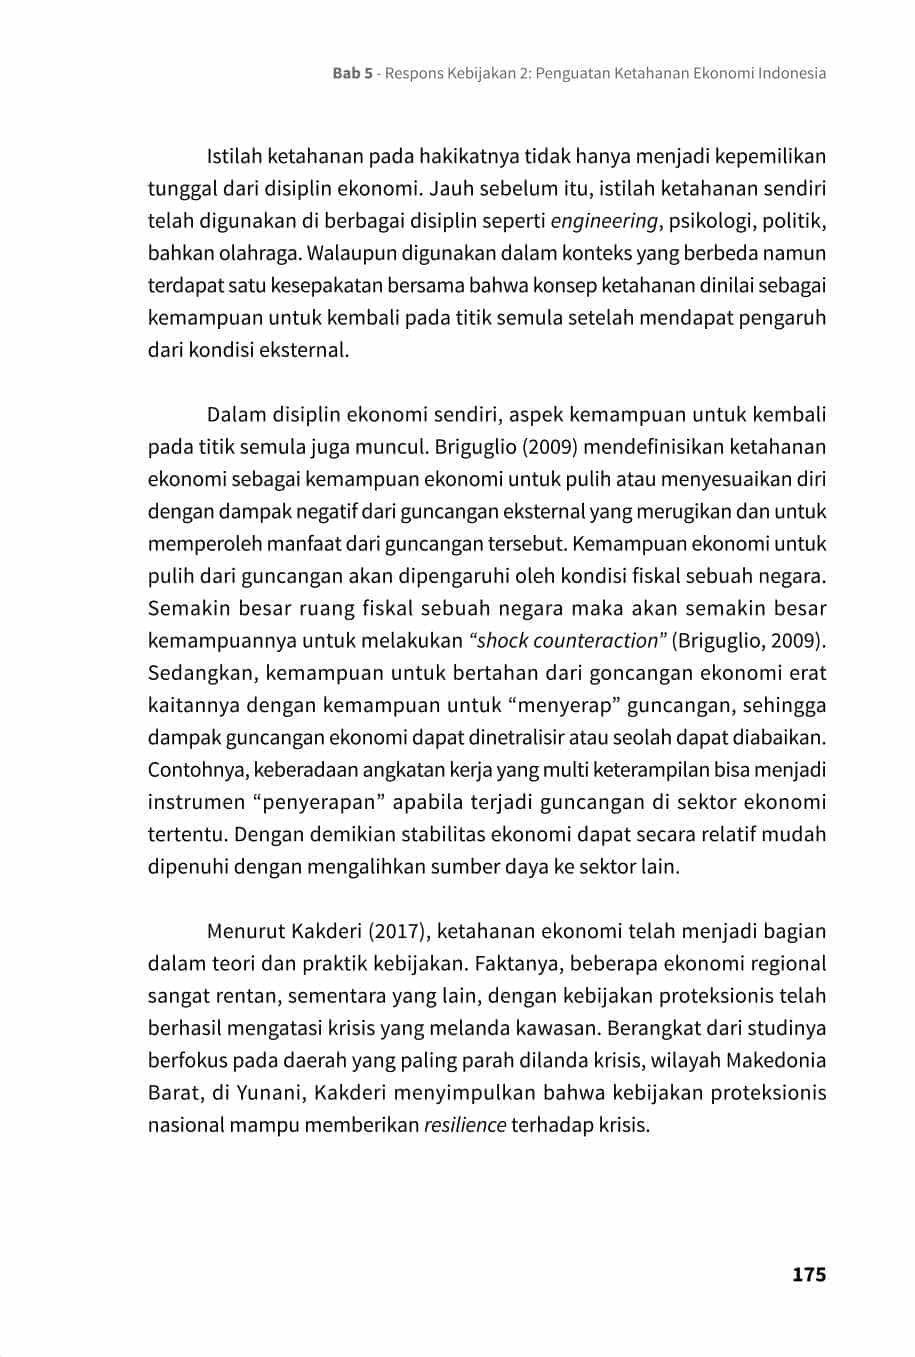 Bab 5 - Respons Kebijakan 2: Penguatan Ketahanan Ekonomi Indonesia
Istilah ketahanan pada hakikatnya tidak hanya menjadi kepemilikan
tunggal dari disiplin ekonomi. Jauh sebelum itu, istilah ketahanan sendiri
telah digunakan di berbagai disiplin seperti engineering, psikologi, politik,
bahkan olahraga. Walaupun digunakan dalam konteks yang berbeda namun
terdapat satu kesepakatan bersama bahwa konsep ketahanan dinilai sebagai
kemampuan untuk kembali pada titik semula setelah mendapat pengaruh
dari kondisi eksternal.
Dalam disiplin ekonomi sendiri, aspek kemampuan untuk kembali
pada titik semula juga muncul. Briguglio (2009) mendefinisikan ketahanan
ekonomi sebagai kemampuan ekonomi untuk pulih atau menyesuaikan diri
dengan dampak negatif dari guncangan eksternal yang merugikan dan untuk
memperoleh manfaat dari guncangan tersebut. Kemampuan ekonomi untuk
pulih dari guncangan akan dipengaruhi oleh kondisi fiskal sebuah negara.
Semakin besar ruang fiskal sebuah negara maka akan semakin besar
kemampuannya untuk melakukan “shock counteraction” (Briguglio, 2009).
Sedangkan, kemampuan untuk bertahan dari goncangan ekonomi erat
kaitannya dengan kemampuan untuk “menyerap” guncangan, sehingga
dampak guncangan ekonomi dapat dinetralisir atau seolah dapat diabaikan.
Contohnya, keberadaan angkatan kerja yang multi keterampilan bisa menjadi
instrumen “penyerapan” apabila terjadi guncangan di sektor ekonomi
tertentu. Dengan demikian stabilitas ekonomi dapat secara relatif mudah
dipenuhi dengan mengalihkan sumber daya ke sektor lain.
Menurut Kakderi (2017), ketahanan ekonomi telah menjadi bagian
dalam teori dan praktik kebijakan. Faktanya, beberapa ekonomi regional
sangat rentan, sementara yang lain, dengan kebijakan proteksionis telah
berhasil mengatasi krisis yang melanda kawasan. Berangkat dari studinya
berfokus pada daerah yang paling parah dilanda krisis, wilayah Makedonia
Barat, di Yunani, Kakderi menyimpulkan bahwa kebijakan proteksionis
nasional mampu memberikan resilience terhadap krisis.
175